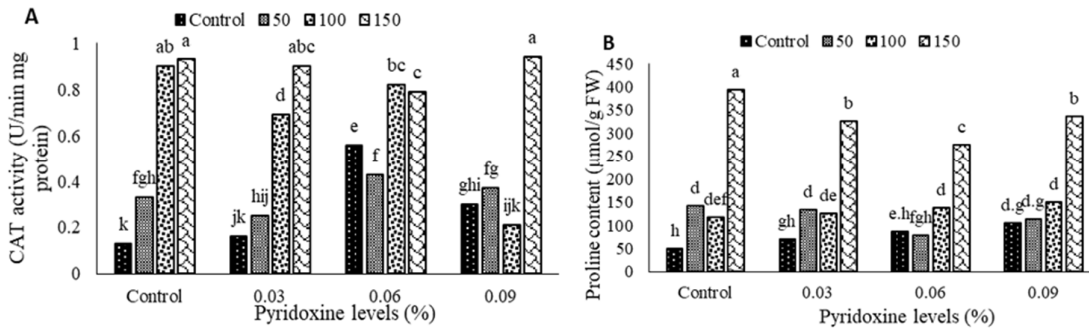 A
Control 50 100 150
CAT activity (U/min mg protein)
1
0.8
0.6
0.4
0.2
0
k fgh ab a
jk hij d abc
e f bc c
ghi fg ijk a
Control 0.03 0.06 0.09
Pyridoxine levels (%)
B
Control 50 100 150
Proline content (µmol/g FW)
450
400
350
300
250
200
150
100
50
0
h d def a
gh d de b
e.h fgh d c
d.g d.g d b
Control 0.03 0.06 0.09
Pyridoxine levels (%)